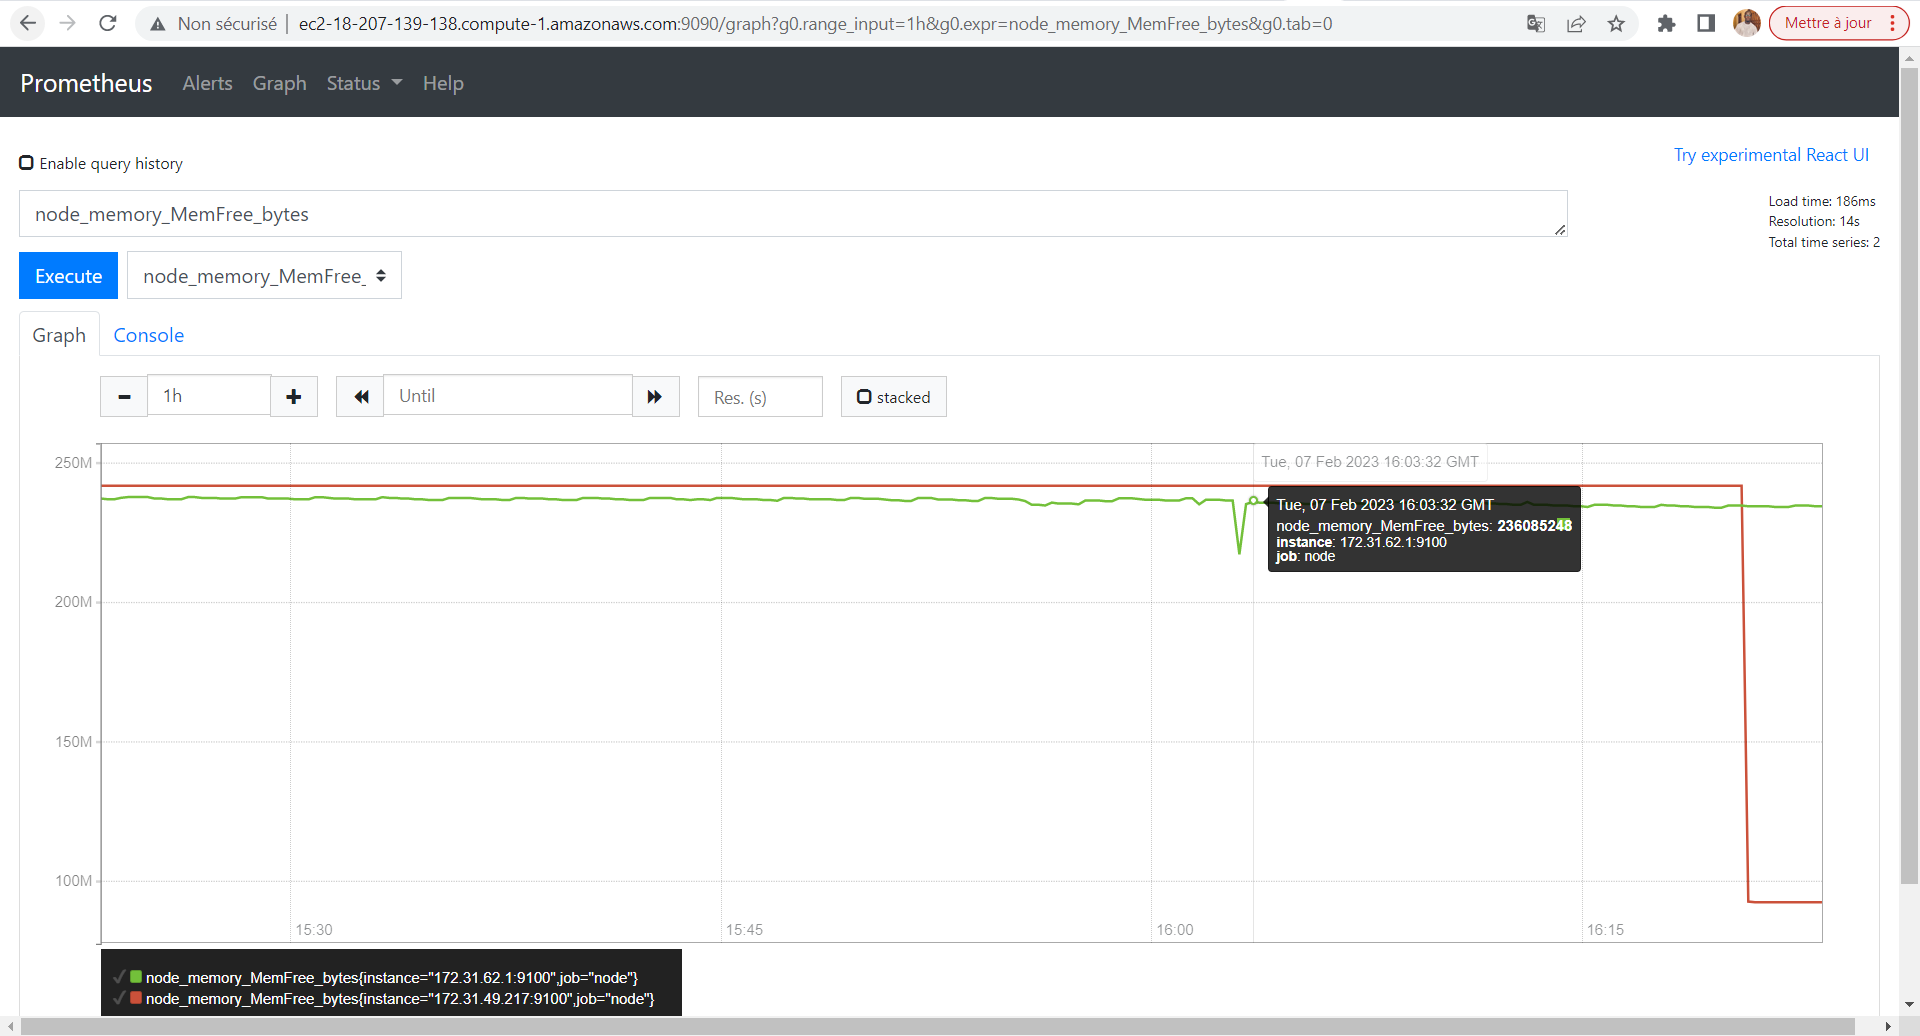 Non sécurisé | ec2-18-207-139-138.compute-1.amazonaws.com:9090/graph?g0.range_input=1h&g0.expr=node_memory_MemFree_bytes&g0.tab=0
Mettre à jour
Prometheus Alerts Graph Status Help
Enable query history
Try experimental React UI
node_memory_MemFree_bytes
Load time: 186ms
Resolution: 14s
Total time series: 2
Execute node_memory_MemFree_
Graph Console
1h Until Res. (s) stacked
250M
Tue, 07 Feb 2023 16:03:32 GMT
Tue, 07 Feb 2023 16:03:32 GMT
node_memory_MemFree_bytes: 236085248
instance: 172.31.62.1:9100
job: node
200M
150M
100M
15:30 15:45 16:00 16:15
node_memory_MemFree_bytes{instance="172.31.62.1:9100",job="node"}
node_memory_MemFree_bytes{instance="172.31.49.217:9100",job="node"}